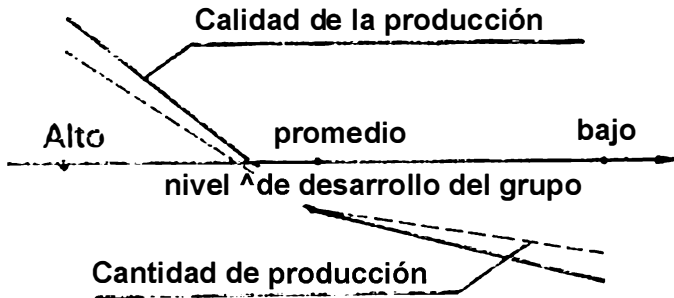 Calidad de la producción
Alto promedio bajo
nivel de desarrollo del grupo
Cantidad de producción